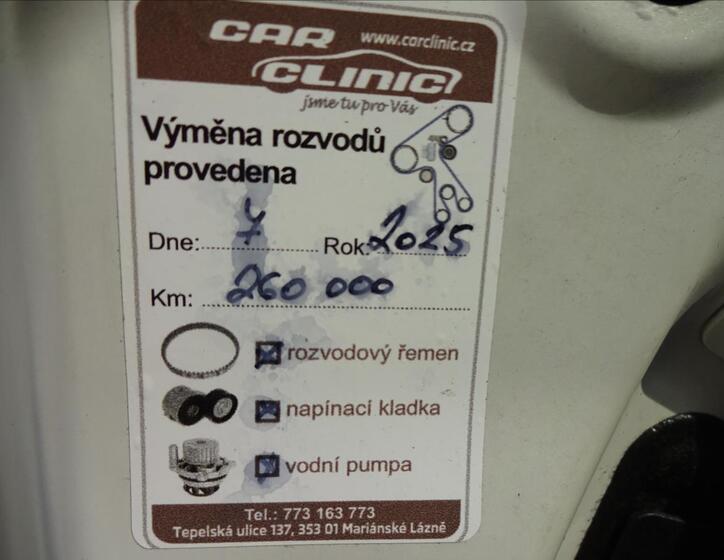 CAR www.carclinic.cz
CLINIC
jsme tu pro Vás
Výměna rozvodů
provedena
Dne: 7 Rok: 2025
Km: 260 000
rozvodový řemen
napínací kladka
vodní pumpa
Tel.: 773 163 773
Tepelská ulice 137, 353 01 Mariánské Lázně